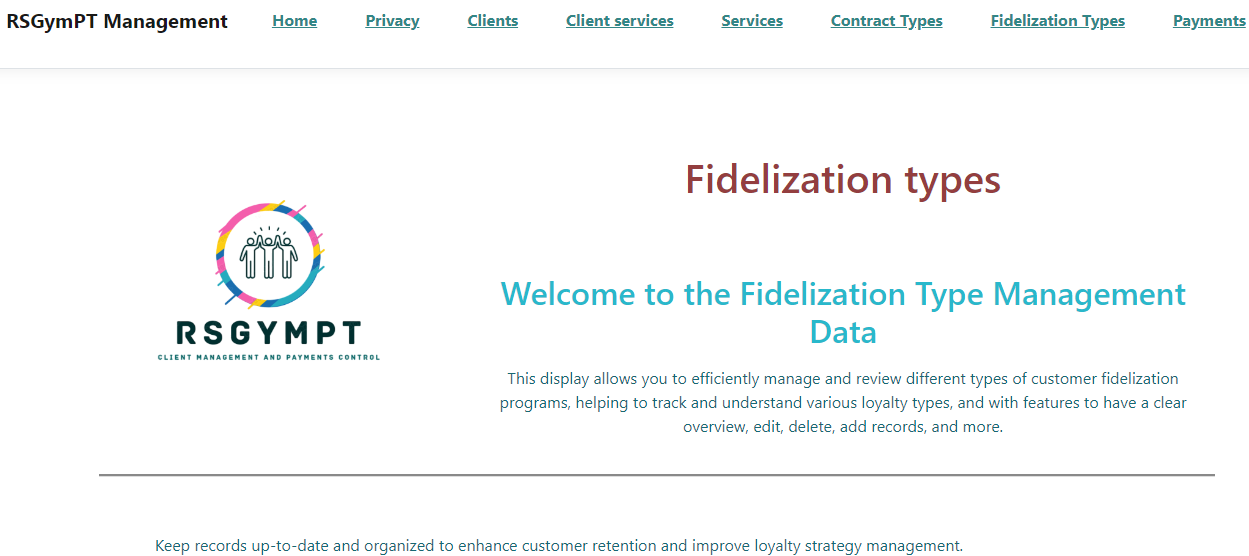 RSGymPT Management Home Privacy Clients Client services Services Contract Types Fidelization Types Payments
Fidelization types
RSGYMPT
CLIENT MANAGEMENT AND PAYMENTS CONTROL
Welcome to the Fidelization Type Management
Data
This display allows you to efficiently manage and review different types of customer fidelization
programs, helping to track and understand various loyalty types, and with features to have a clear
overview, edit, delete, add records, and more.
Keep records up-to-date and organized to enhance customer retention and improve loyalty strategy management.